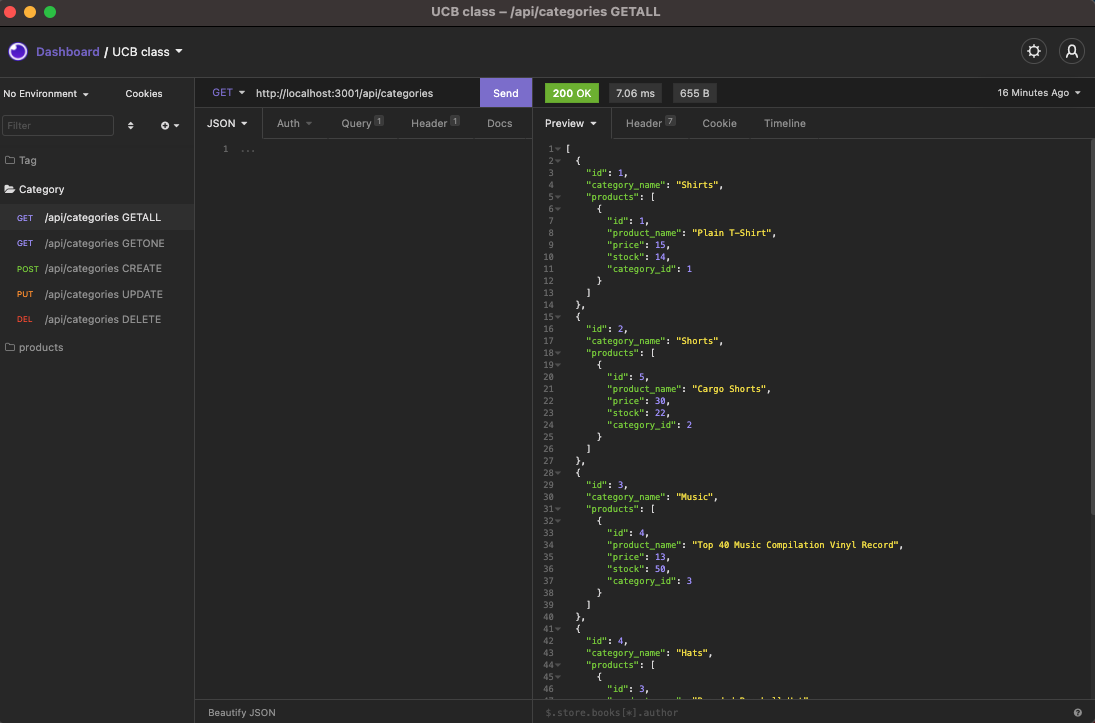 UCB class – /api/categories GETALL
Dashboard / UCB class
No Environment
Cookies
GET
http://localhost:3001/api/categories
Send
200 OK
7.06 ms
655 B
16 Minutes Ago
Filter
JSON
Auth
Query 1
Header 1
Docs
Preview
Header 7
Cookie
Timeline
Tag
Category
GET /api/categories GETALL
GET /api/categories GETONE
POST /api/categories CREATE
PUT /api/categories UPDATE
DEL /api/categories DELETE
products
1 ...
1 [
2 {
3 "id": 1,
4 "category_name": "Shirts",
5 "products": [
6 {
7 "id": 1,
8 "product_name": "Plain T-Shirt",
9 "price": 15,
10 "stock": 14,
11 "category_id": 1
12 }
13 ]
14 },
15 {
16 "id": 2,
17 "category_name": "Shorts",
18 "products": [
19 {
20 "id": 5,
21 "product_name": "Cargo Shorts",
22 "price": 30,
23 "stock": 22,
24 "category_id": 2
25 }
26 ]
27 },
28 {
29 "id": 3,
30 "category_name": "Music",
31 "products": [
32 {
33 "id": 4,
34 "product_name": "Top 40 Music Compilation Vinyl Record",
35 "price": 13,
36 "stock": 50,
37 "category_id": 3
38 }
39 ]
40 },
41 {
42 "id": 4,
43 "category_name": "Hats",
44 "products": [
45 {
46 "id": 3,
Beautify JSON
$.store.books[*].author